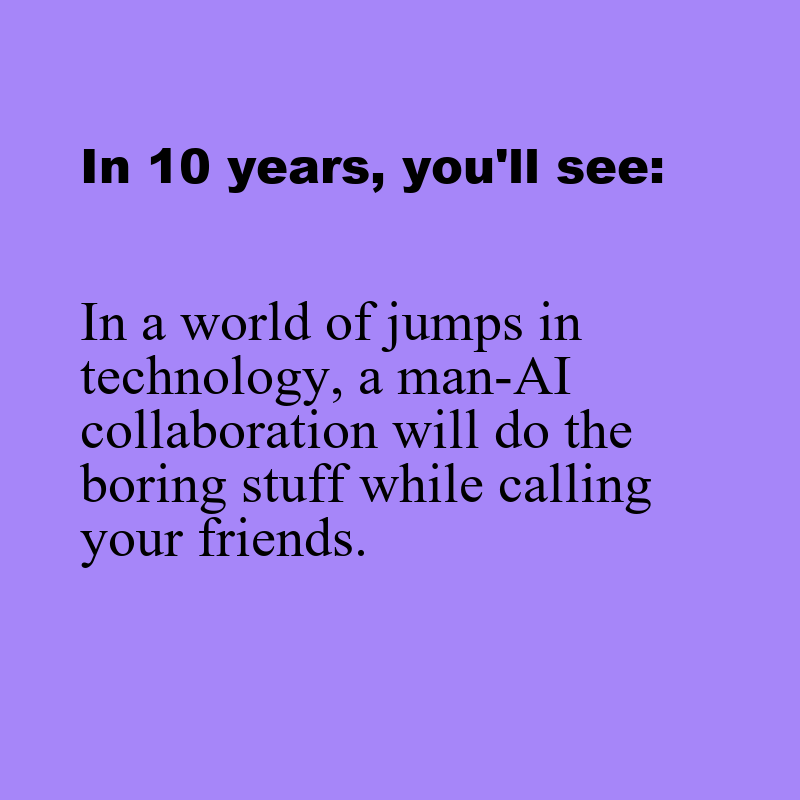 In 10 years, you'll see:
In a world of jumps in
technology, a man-AI
collaboration will do the
boring stuff while calling
your friends.